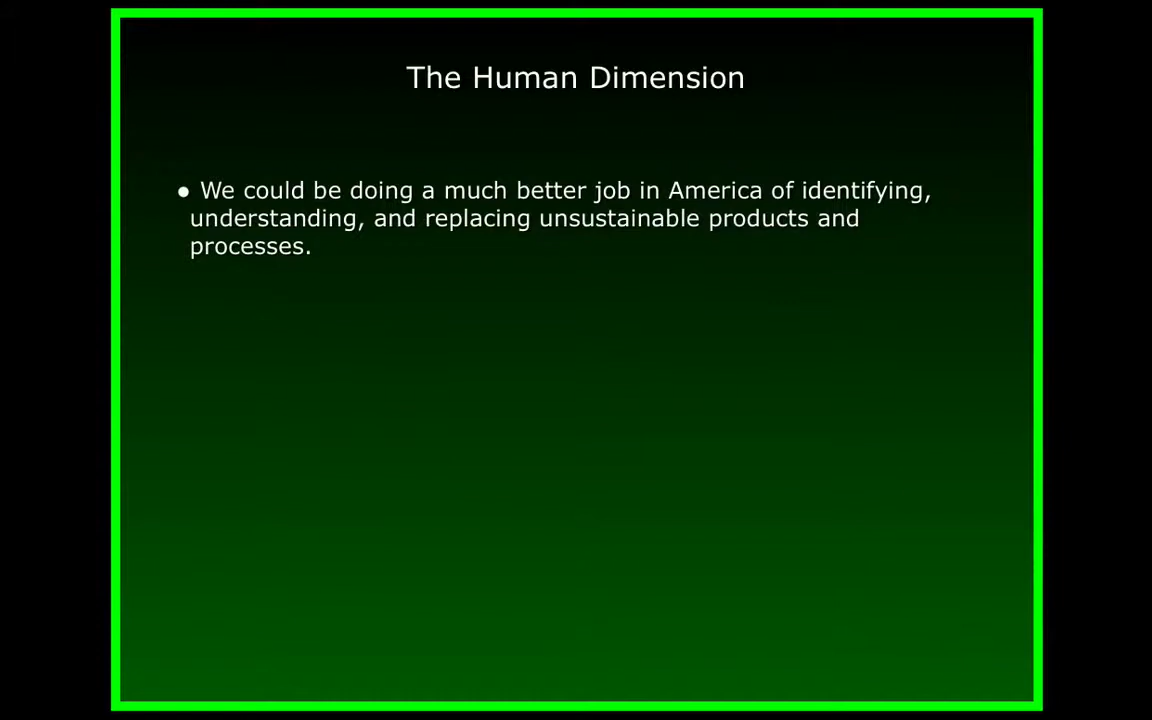 The Human Dimension
● We could be doing a much better job in America of identifying,
understanding, and replacing unsustainable products and
processes.